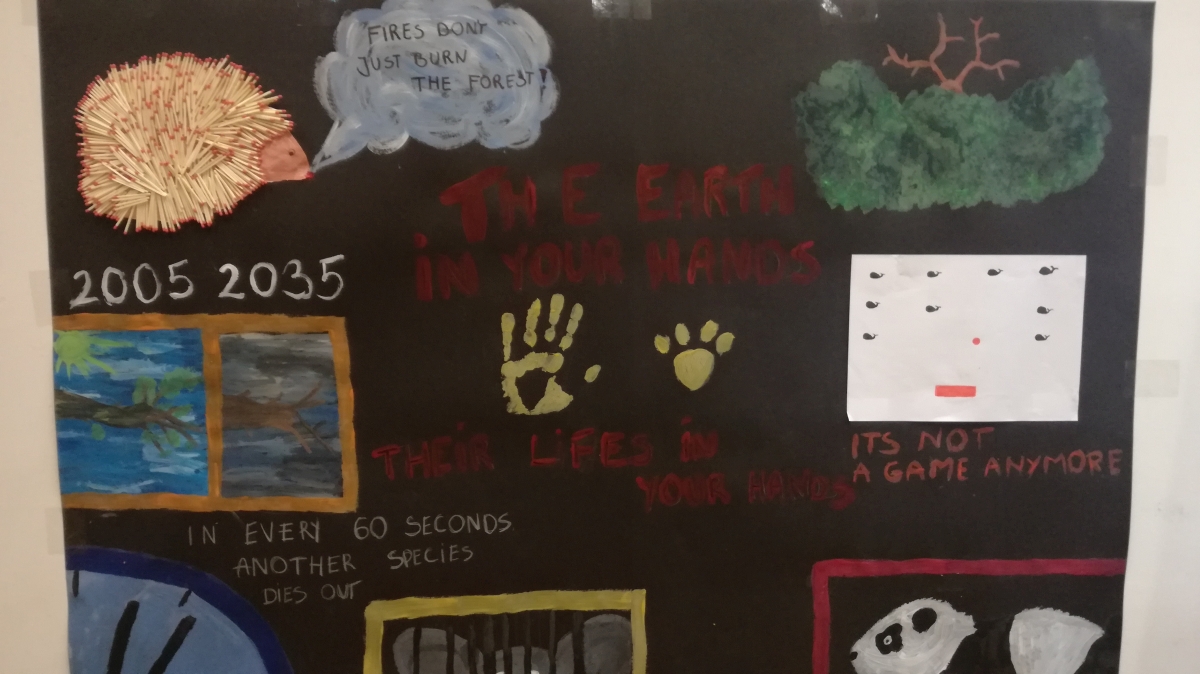 FIRES DON'T
JUST BURN
THE FOREST!
THE EARTH
iN YOUR HANDS
2005 2035
THEiR LiFES iN
YOUR HANDS
ITS NOT
A GAME ANYMORE
IN EVERY 60 SECONDS
ANOTHER SPECIES
DIES OUT